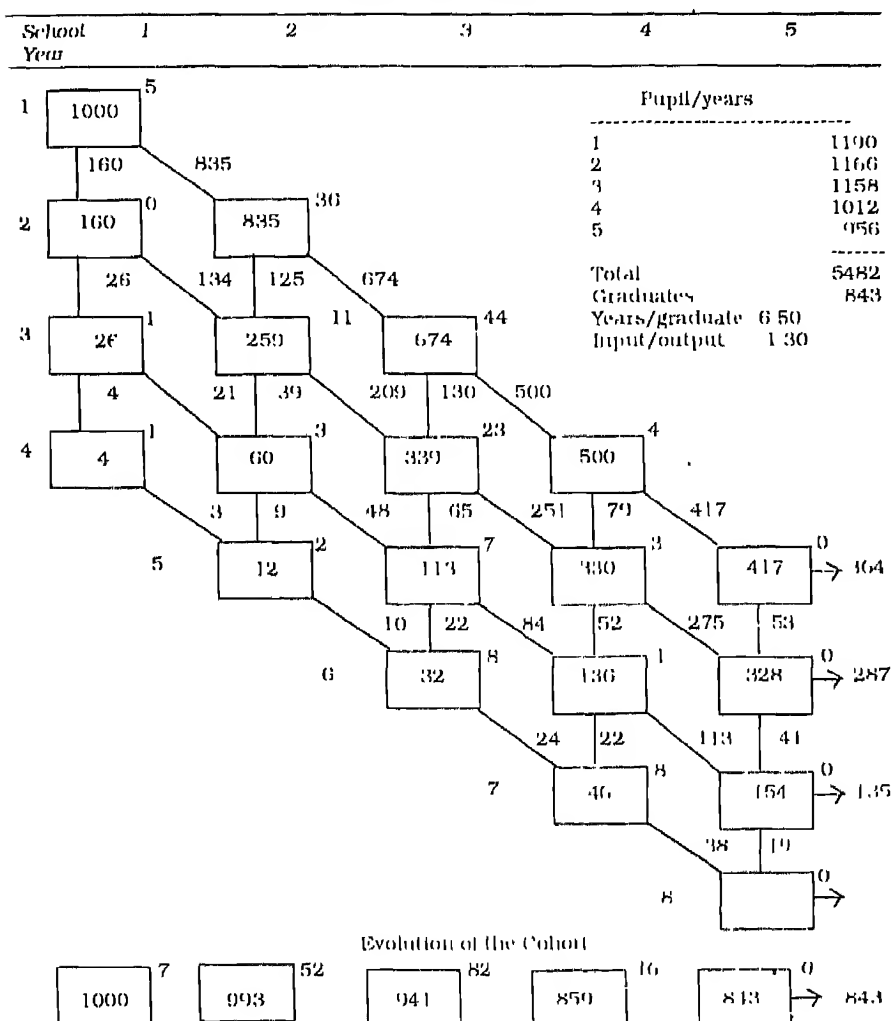 School 1 2 3 4 5
Year
1 1000 5
Pupil/years
160 835
1 1190
2 1166
3 1158
4 1012
5 956
2 160 0 835 36
Total 5482
Graduates 843
Years/graduate 6 50
Input/output 1 30
26 134 125 674
3 26 1 259 11 674 44
4 21 39 209 130 500
4 4 1 60 3 339 23 500 4
3 9 48 65 251 79 417
5 12 2 113 7 330 3 417 0 364
10 22 84 52 275 53
6 32 8 136 1 328 0 287
24 22 113 41
7 46 8 154 0 135
38 19
8 0
Evolution of the Cohort
1000 7 993 52 941 82 859 16 843 0 843